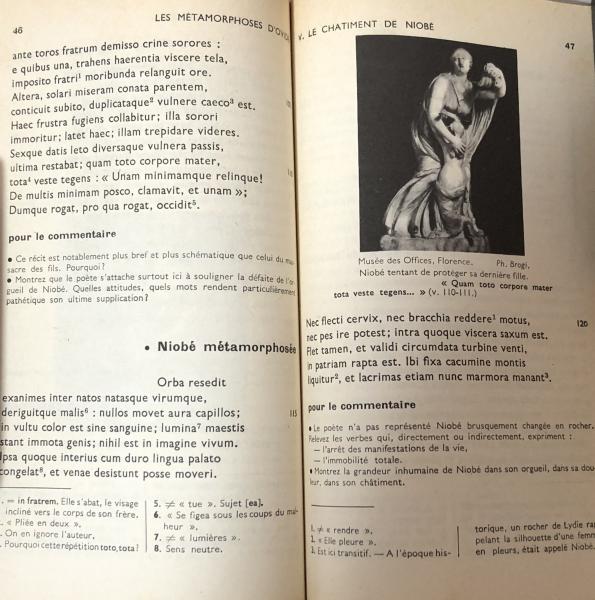 46
LES MÉTAMORPHOSES D'OVIDE
ante toros fratrum demisso crine sorores :
e quibus una, trahens haerentia viscere tela,
imposito fratri¹ moribunda relanguit ore.
Altera, solari miseram conata parentem,
conticuit subito, duplicataque² vulnere caeco³ est.
Haec frustra fugiens collabitur; illa sorori
immoritur; latet haec; illam trepidare videres.
Sexque datis leto diversaque vulnera passis,
ultima restabat; quam toto corpore mater,
tota⁴ veste tegens : « Unam minimamque relinque!
110
De multis minimam posco, clamavit, et unam »;
Dumque rogat, pro qua rogat, occidit⁵.
pour le commentaire
• Ce récit est notablement plus bref et plus schématique que celui du mas-
sacre des fils. Pourquoi?
• Montrez que le poète s'attache surtout ici à souligner la défaite de l'or-
gueil de Niobé. Quelles attitudes, quels mots rendent particulièrement
pathétique son ultime supplication?
• Niobé métamorphosée
Orba resedit
exanimes inter natos natasque virumque,
deriguitque malis⁶ : nullos movet aura capillos;
115
in vultu color est sine sanguine; lumina⁷ maestis
stant immota genis; nihil est in imagine vivum.
Ipsa quoque interius cum duro lingua palato
congelat⁸, et venae desistunt posse moveri.
= in fratrem. Elle s'abat, le visage
incliné vers le corps de son frère.
« Pliée en deux ».
On en ignore l'auteur,
Pourquoi cette répétition toto, tota?
5. ≠ « tue ». Sujet [ea].
6. « Se figea sous les coups du mal-
heur ».
7. ≠ « lumières ».
8. Sens neutre.
V. LE CHATIMENT DE NIOBÉ
47
Musée des Offices, Florence. Ph. Brogi.
Niobé tentant de protéger sa dernière fille.
« Quam toto corpore mater
tota veste tegens... » (v. 110-111.)
Nec flecti cervix, nec bracchia reddere¹ motus,
120
nec pes ire potest; intra quoque viscera saxum est.
Flet tamen, et validi circumdata turbine venti,
in patriam rapta est. Ibi fixa cacumine montis
liquitur², et lacrimas etiam nunc marmora manant³.
pour le commentaire
• Le poète n'a pas représenté Niobé brusquement changée en rocher.
Relevez les verbes qui, directement ou indirectement, expriment :
— l'arrêt des manifestations de la vie,
— l'immobilité totale.
• Montrez la grandeur inhumaine de Niobé dans son orgueil, dans sa dou-
leur, dans son châtiment.
1. ≠ « rendre ».
2. « Elle pleure ».
3. Est ici transitif. — A l'époque his-
torique, un rocher de Lydie rap-
pelant la silhouette d'une femme
en pleurs, était appelé Niobé.